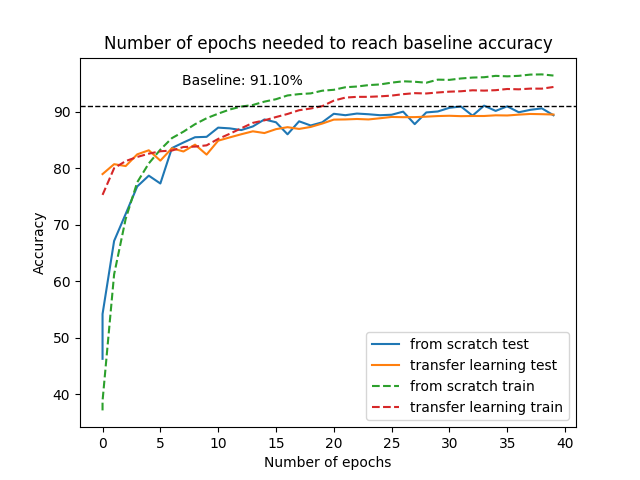 Number of epochs needed to reach baseline accuracy
Baseline: 91.10%
90
80
70
60
50
40
Accuracy
from scratch test
transfer learning test
from scratch train
transfer learning train
0 5 10 15 20 25 30 35 40
Number of epochs